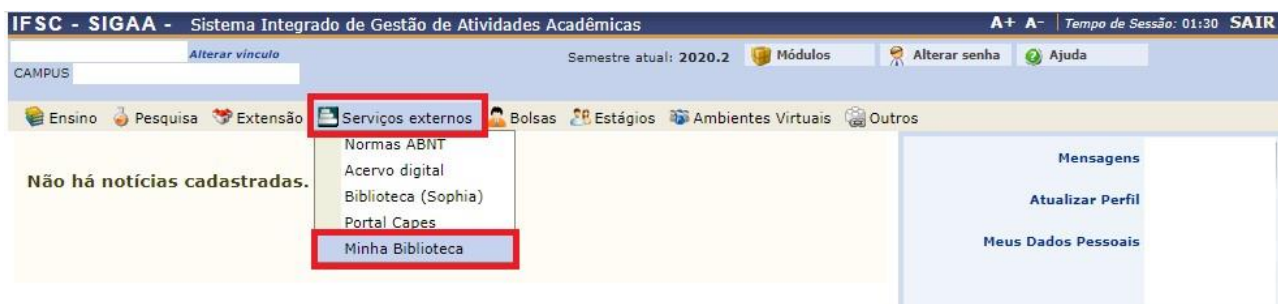 IFSC - SIGAA - Sistema Integrado de Gestão de Atividades Acadêmicas A+ A- | Tempo de Sessão: 01:30 SAIR
Alterar vínculo Semestre atual: 2020.2 Módulos Alterar senha Ajuda
CAMPUS
Ensino Pesquisa Extensão Serviços externos Bolsas Estágios Ambientes Virtuais Outros
Normas ABNT
Acervo digital
Biblioteca (Sophia)
Portal Capes
Minha Biblioteca
Não há notícias cadastradas.
Mensagens
Atualizar Perfil
Meus Dados Pessoais